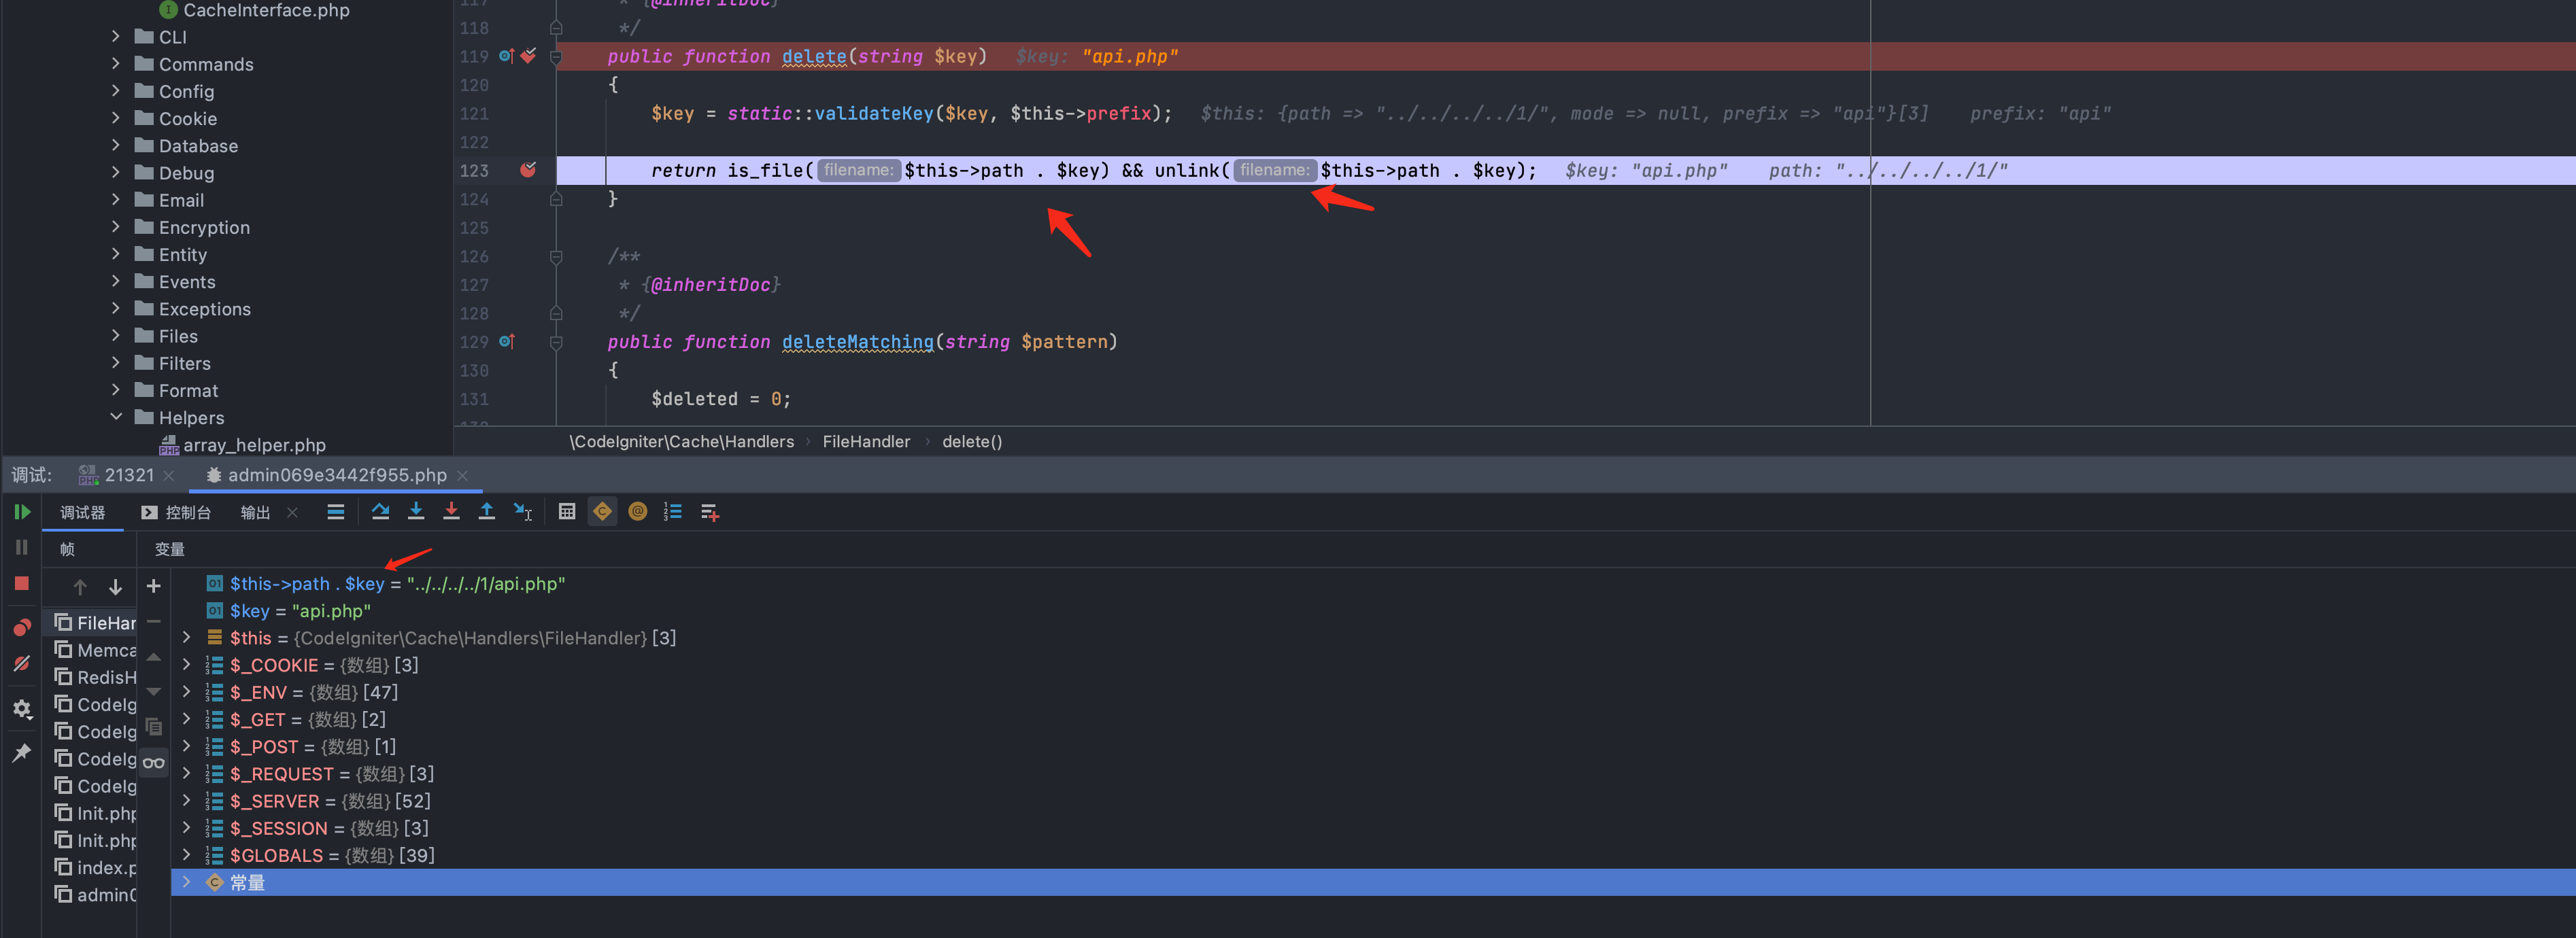 CacheInterface.php
CLI
Commands
Config
Cookie
Database
Debug
Email
Encryption
Entity
Events
Exceptions
Files
Filters
Format
Helpers
array_helper.php
117 * {@inheritDoc}
118 */
119 public function delete(string $key) $key: "api.php"
120 {
121 $key = static::validateKey($key, $this->prefix); $this: {path => "../../../../1/", mode => null, prefix => "api"}[3] prefix: "api"
122
123 return is_file( filename: $this->path . $key) && unlink( filename: $this->path . $key); $key: "api.php" path: "../../../../1/"
124 }
125
126 /**
127 * {@inheritDoc}
128 */
129 public function deleteMatching(string $pattern)
130 {
131 $deleted = 0;
\CodeIgniter\Cache\Handlers › FileHandler › delete()
调试: 21321 admin069e3442f955.php
调试器 控制台 输出
帧 变量
FileHan
Memca
RedisH
CodeIg
CodeIg
CodeIg
CodeIg
Init.php
Init.php
index.p
admin0
$this->path . $key = "../../../../1/api.php"
$key = "api.php"
$this = {CodeIgniter\Cache\Handlers\FileHandler} [3]
$_COOKIE = {数组} [3]
$_ENV = {数组} [47]
$_GET = {数组} [2]
$_POST = {数组} [1]
$_REQUEST = {数组} [3]
$_SERVER = {数组} [52]
$_SESSION = {数组} [3]
$GLOBALS = {数组} [39]
常量